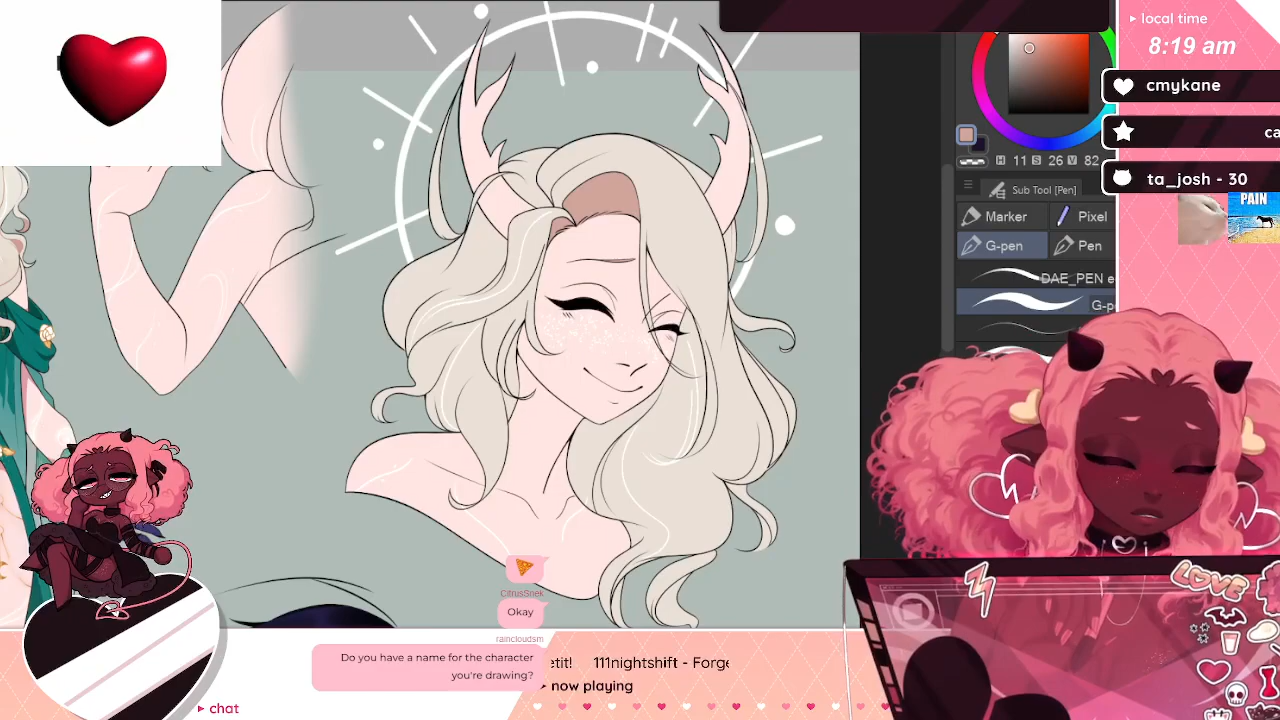 ▸ local time
8:19 am
cmykane
ca
ta_josh - 30
PAIN
H 11 S 26 V 82
Sub Tool [Pen]
Marker
Pixel
G-pen
Pen
DAE_PEN e
G-p
LOVE
CitrusSnek
Okay
raincloudsm
Do you have a name for the character
you're drawing?
etit! 111nightshift - Forge
▸ now playing
▸ chat